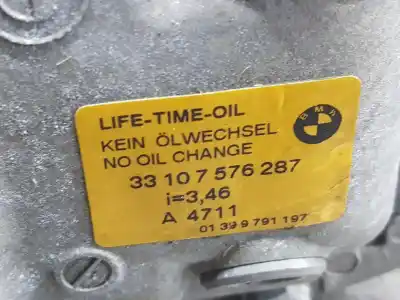 LIFE-TIME-OIL
KEIN ÖLWECHSEL
NO OIL CHANGE
BMW
33 10 7 576 287
i=3,46
A 4711
01 39 9 791 197